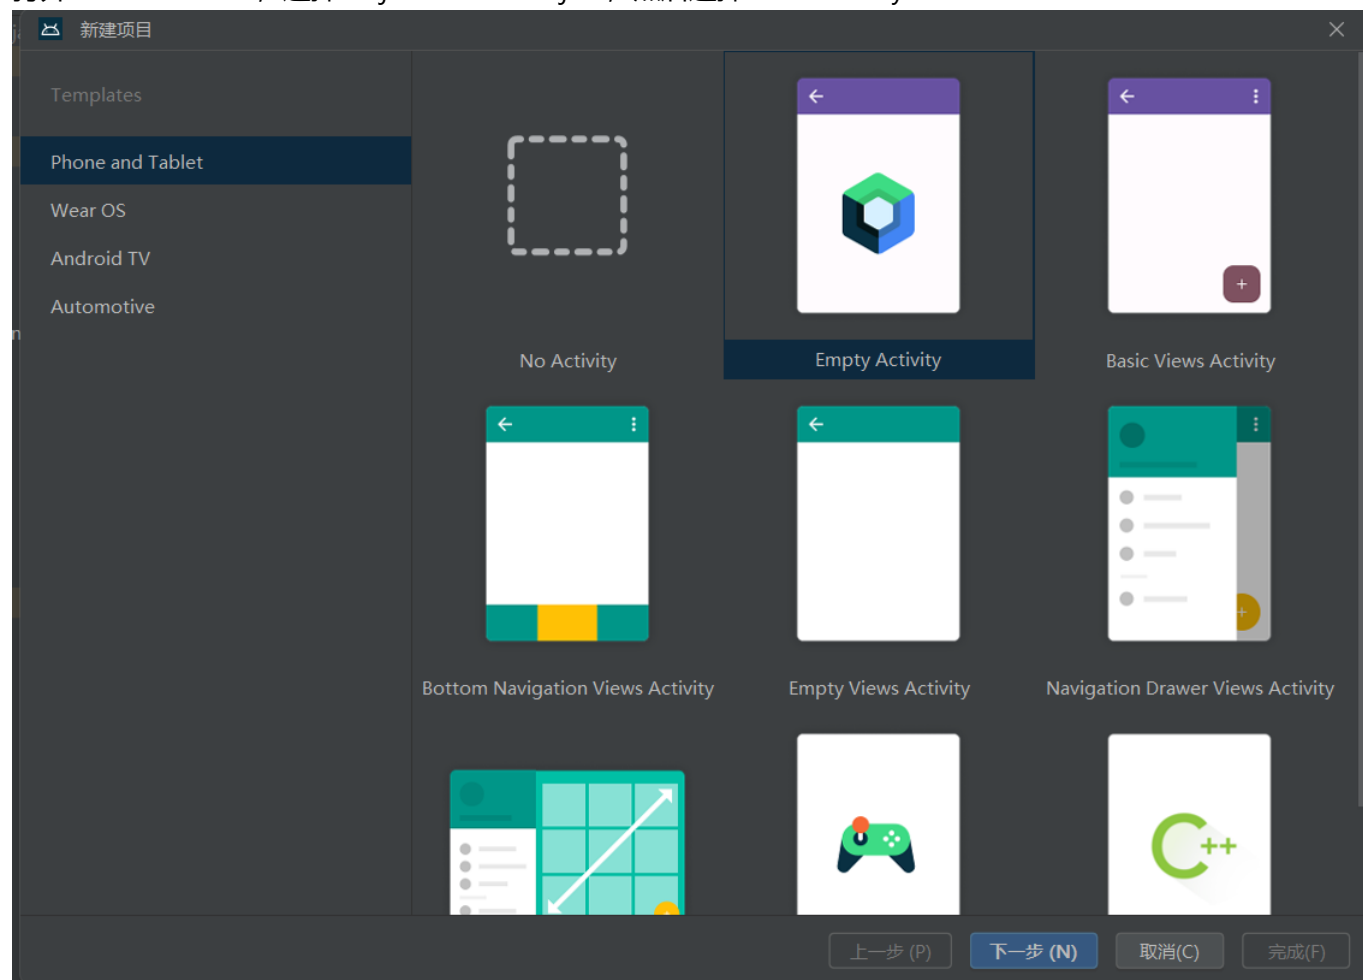 新建项目
Templates
Phone and Tablet
Wear OS
Android TV
Automotive
No Activity
Empty Activity
Basic Views Activity
Bottom Navigation Views Activity
Empty Views Activity
Navigation Drawer Views Activity
C++
上一步 (P)
下一步 (N)
取消(C)
完成(F)